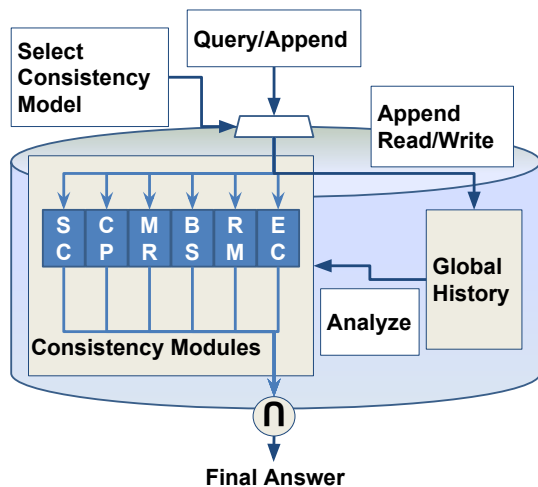 Query/Append
Select
Consistency
Model
Append
Read/Write
S C M B R E
C P R S M C
Global
History
Analyze
Consistency Modules
∩
Final Answer